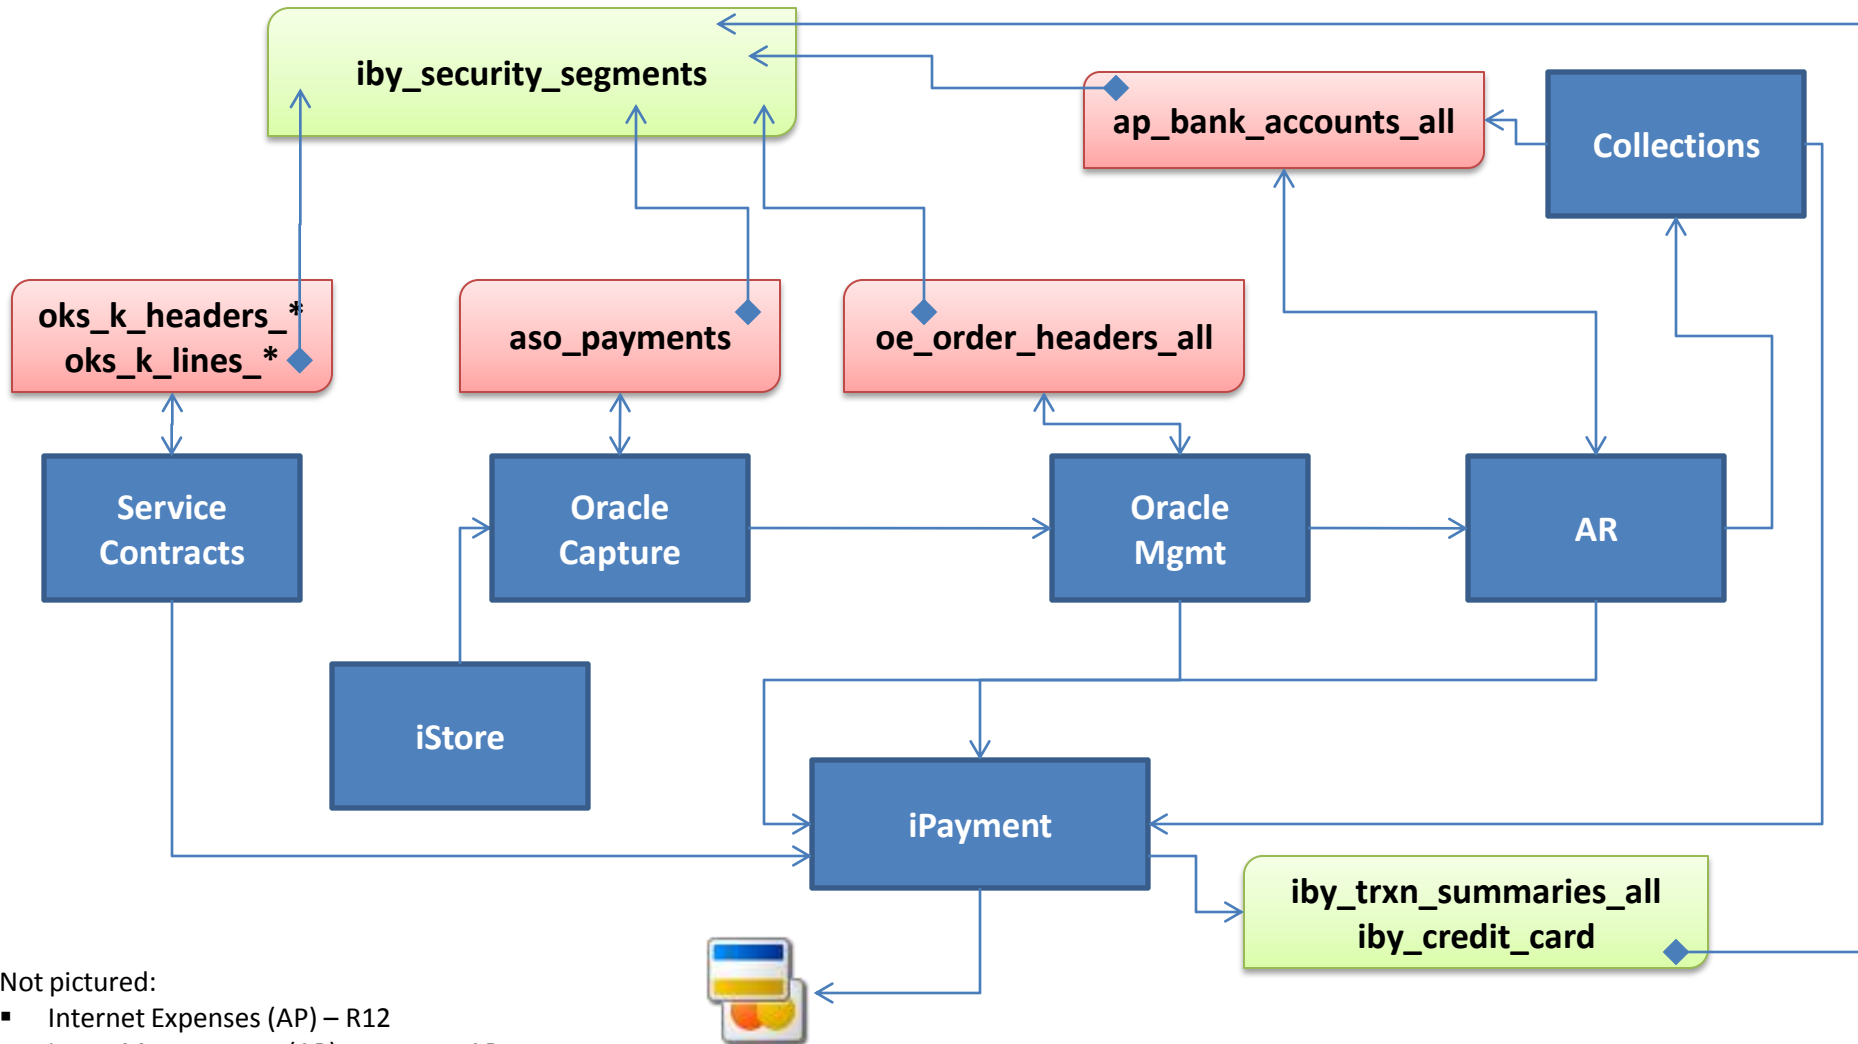 iby_security_segments
ap_bank_accounts_all
Collections
oks_k_headers_*
oks_k_lines_*
aso_payments
oe_order_headers_all
Service
Contracts
Oracle
Capture
Oracle
Mgmt
AR
iStore
iPayment
iby_trxn_summaries_all
iby_credit_card
Not pictured:
▪ Internet Expenses (AP) – R12